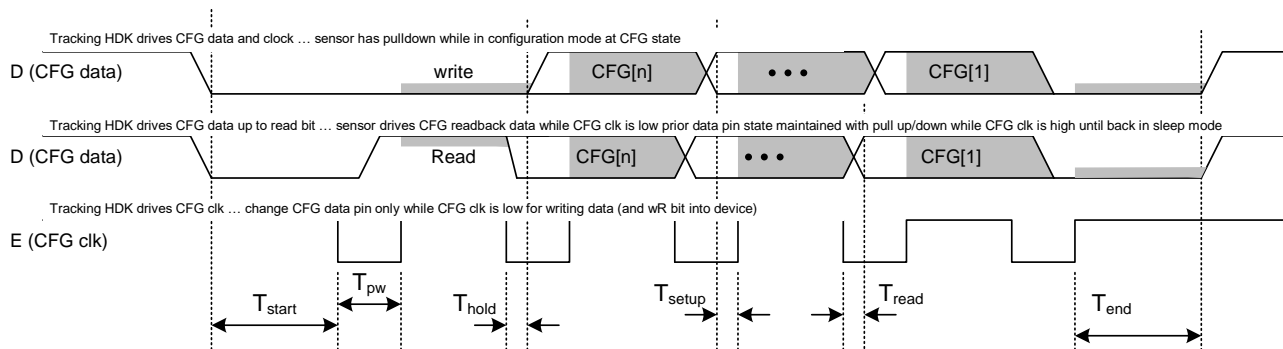 Tracking HDK drives CFG data and clock … sensor has pulldown while in configuration mode at CFG state
D (CFG data)
write
CFG[n]
• • •
CFG[1]
Tracking HDK drives CFG data up to read bit … sensor drives CFG readback data while CFG clk is low prior data pin state maintained with pull up/down while CFG clk is high until back in sleep mode
D (CFG data)
Read
CFG[n]
• • •
CFG[1]
Tracking HDK drives CFG clk … change CFG data pin only while CFG clk is low for writing data (and wR bit into device)
E (CFG clk)
Tstart
Tpw
Thold
Tsetup
Tread
Tend